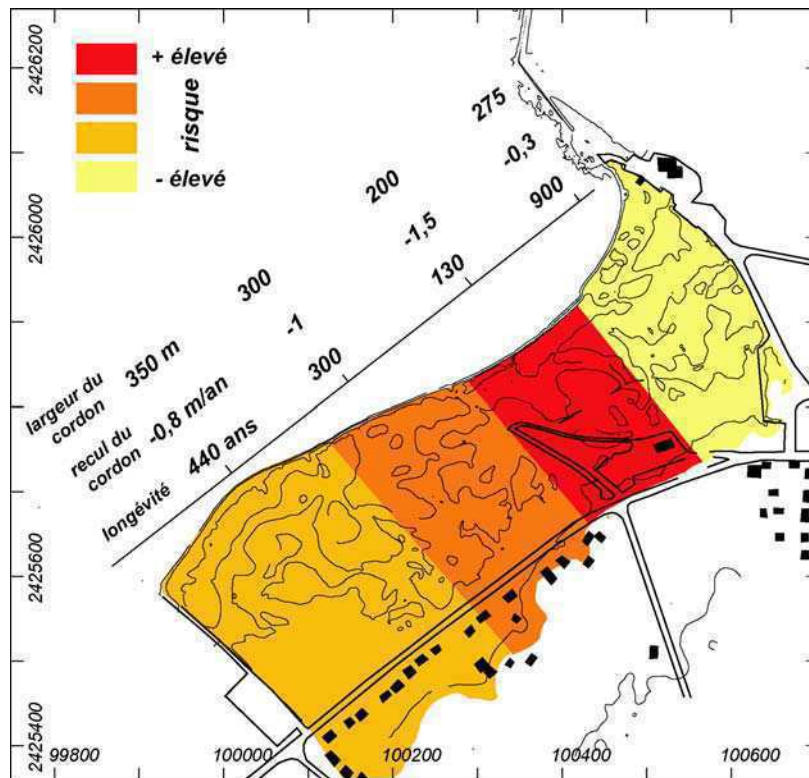 + élevé
risque
- élevé
largeur du
cordon
350 m
300
200
275
recul du
cordon
-0,8 m/an
-1
-1,5
-0,3
longévité
440 ans
300
130
900
2426200
2426000
2425600
2425400
99800
100000
100200
100400
100600